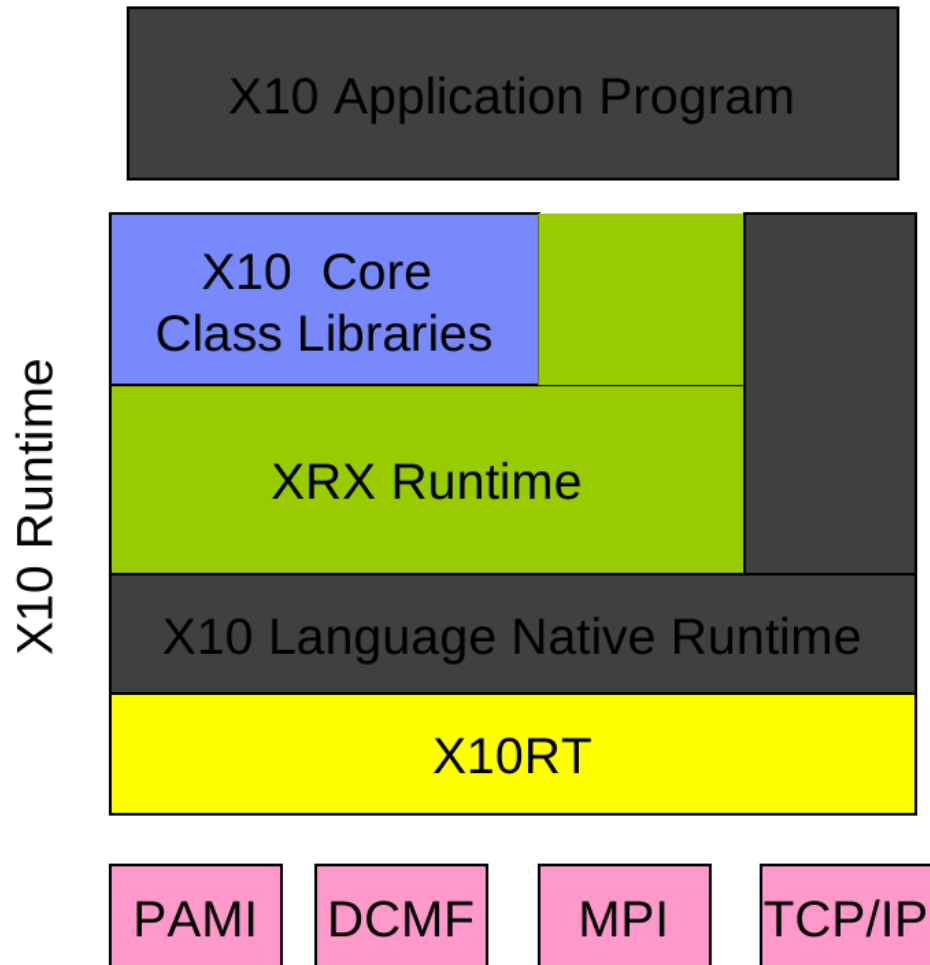 X10 Application Program
X10 Runtime
X10 Core
Class Libraries
XRX Runtime
X10 Language Native Runtime
X10RT
PAMI
DCMF
MPI
TCP/IP